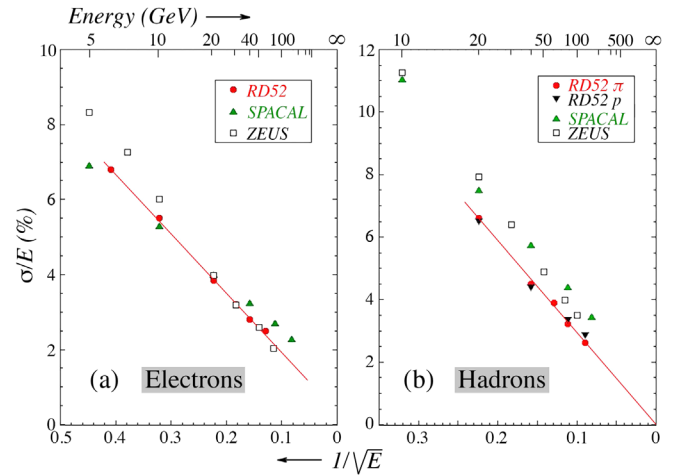 Energy (GeV)
5 10 20 50 100 ∞
10 20 50 100 500 ∞
10
8
6
4
2
0
σ/E (%)
RD52
SPACAL
ZEUS
(a) Electrons
0.5 0.4 0.3 0.2 0.1 0
12
10
8
6
4
2
0
RD52 π
RD52 p
SPACAL
ZEUS
(b) Hadrons
0.3 0.2 0.1 0
1/√E